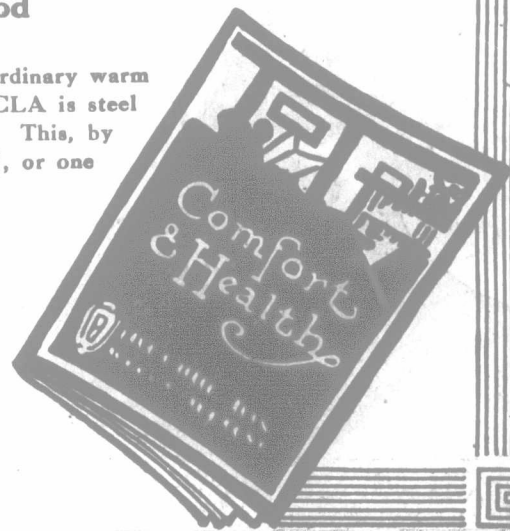 od
rdinary warm
CLA is steel
This, by
, or one
Comfort
& Health